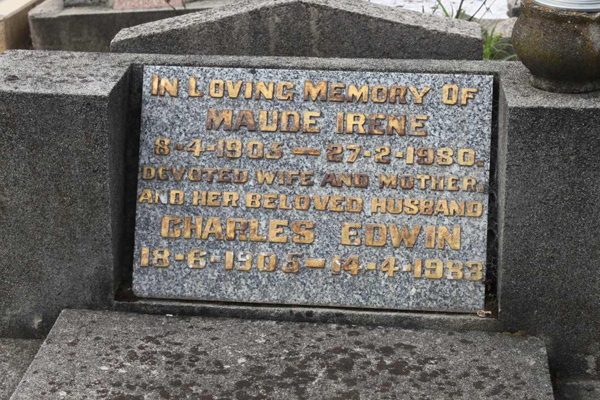 IN LOVING MEMORY OF
MAUDE IRENE
8-4-1905 — 27-2-1980.
DEVOTED WIFE AND MOTHER
AND HER BELOVED HUSBAND
CHARLES EDWIN
18-6-1905 — 14-4-1983